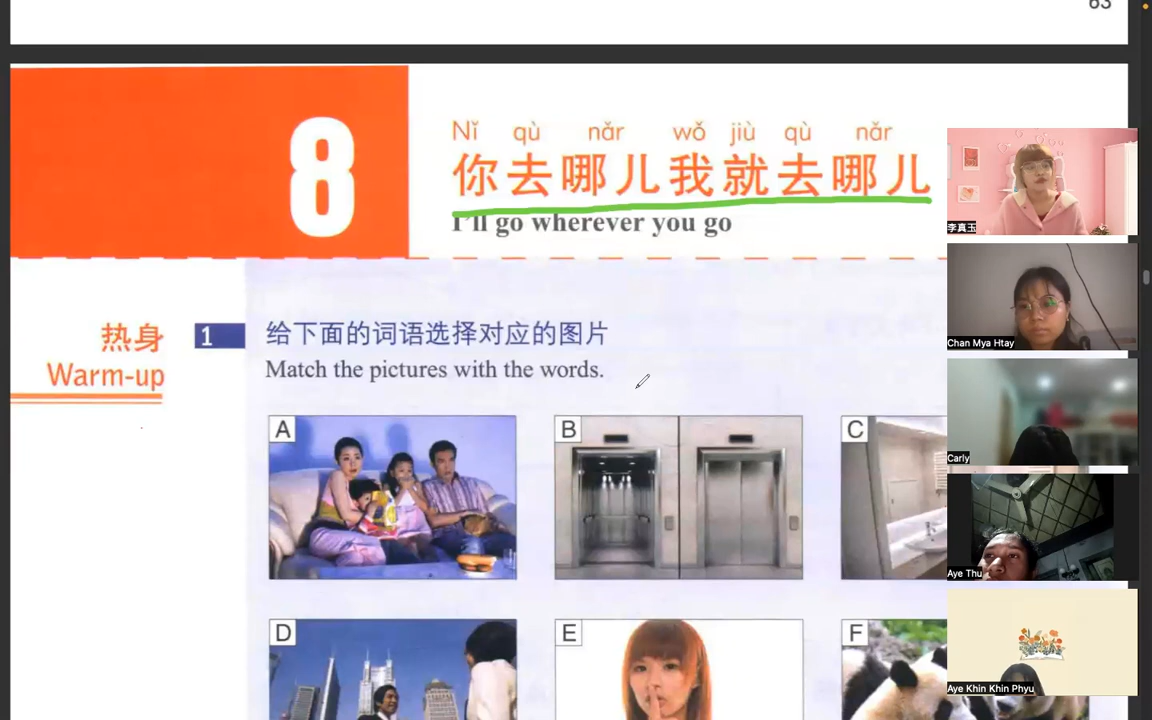 63
8
Nǐ qù nǎr wǒ jiù qù nǎr
你去哪儿我就去哪儿
I'll go wherever you go
热身
Warm-up
1
给下面的词语选择对应的图片
Match the pictures with the words.
A
B
C
D
E
F
李真玉
Chan Mya Htay
Carly
Aye Thu
Aye Khin Khin Phyu